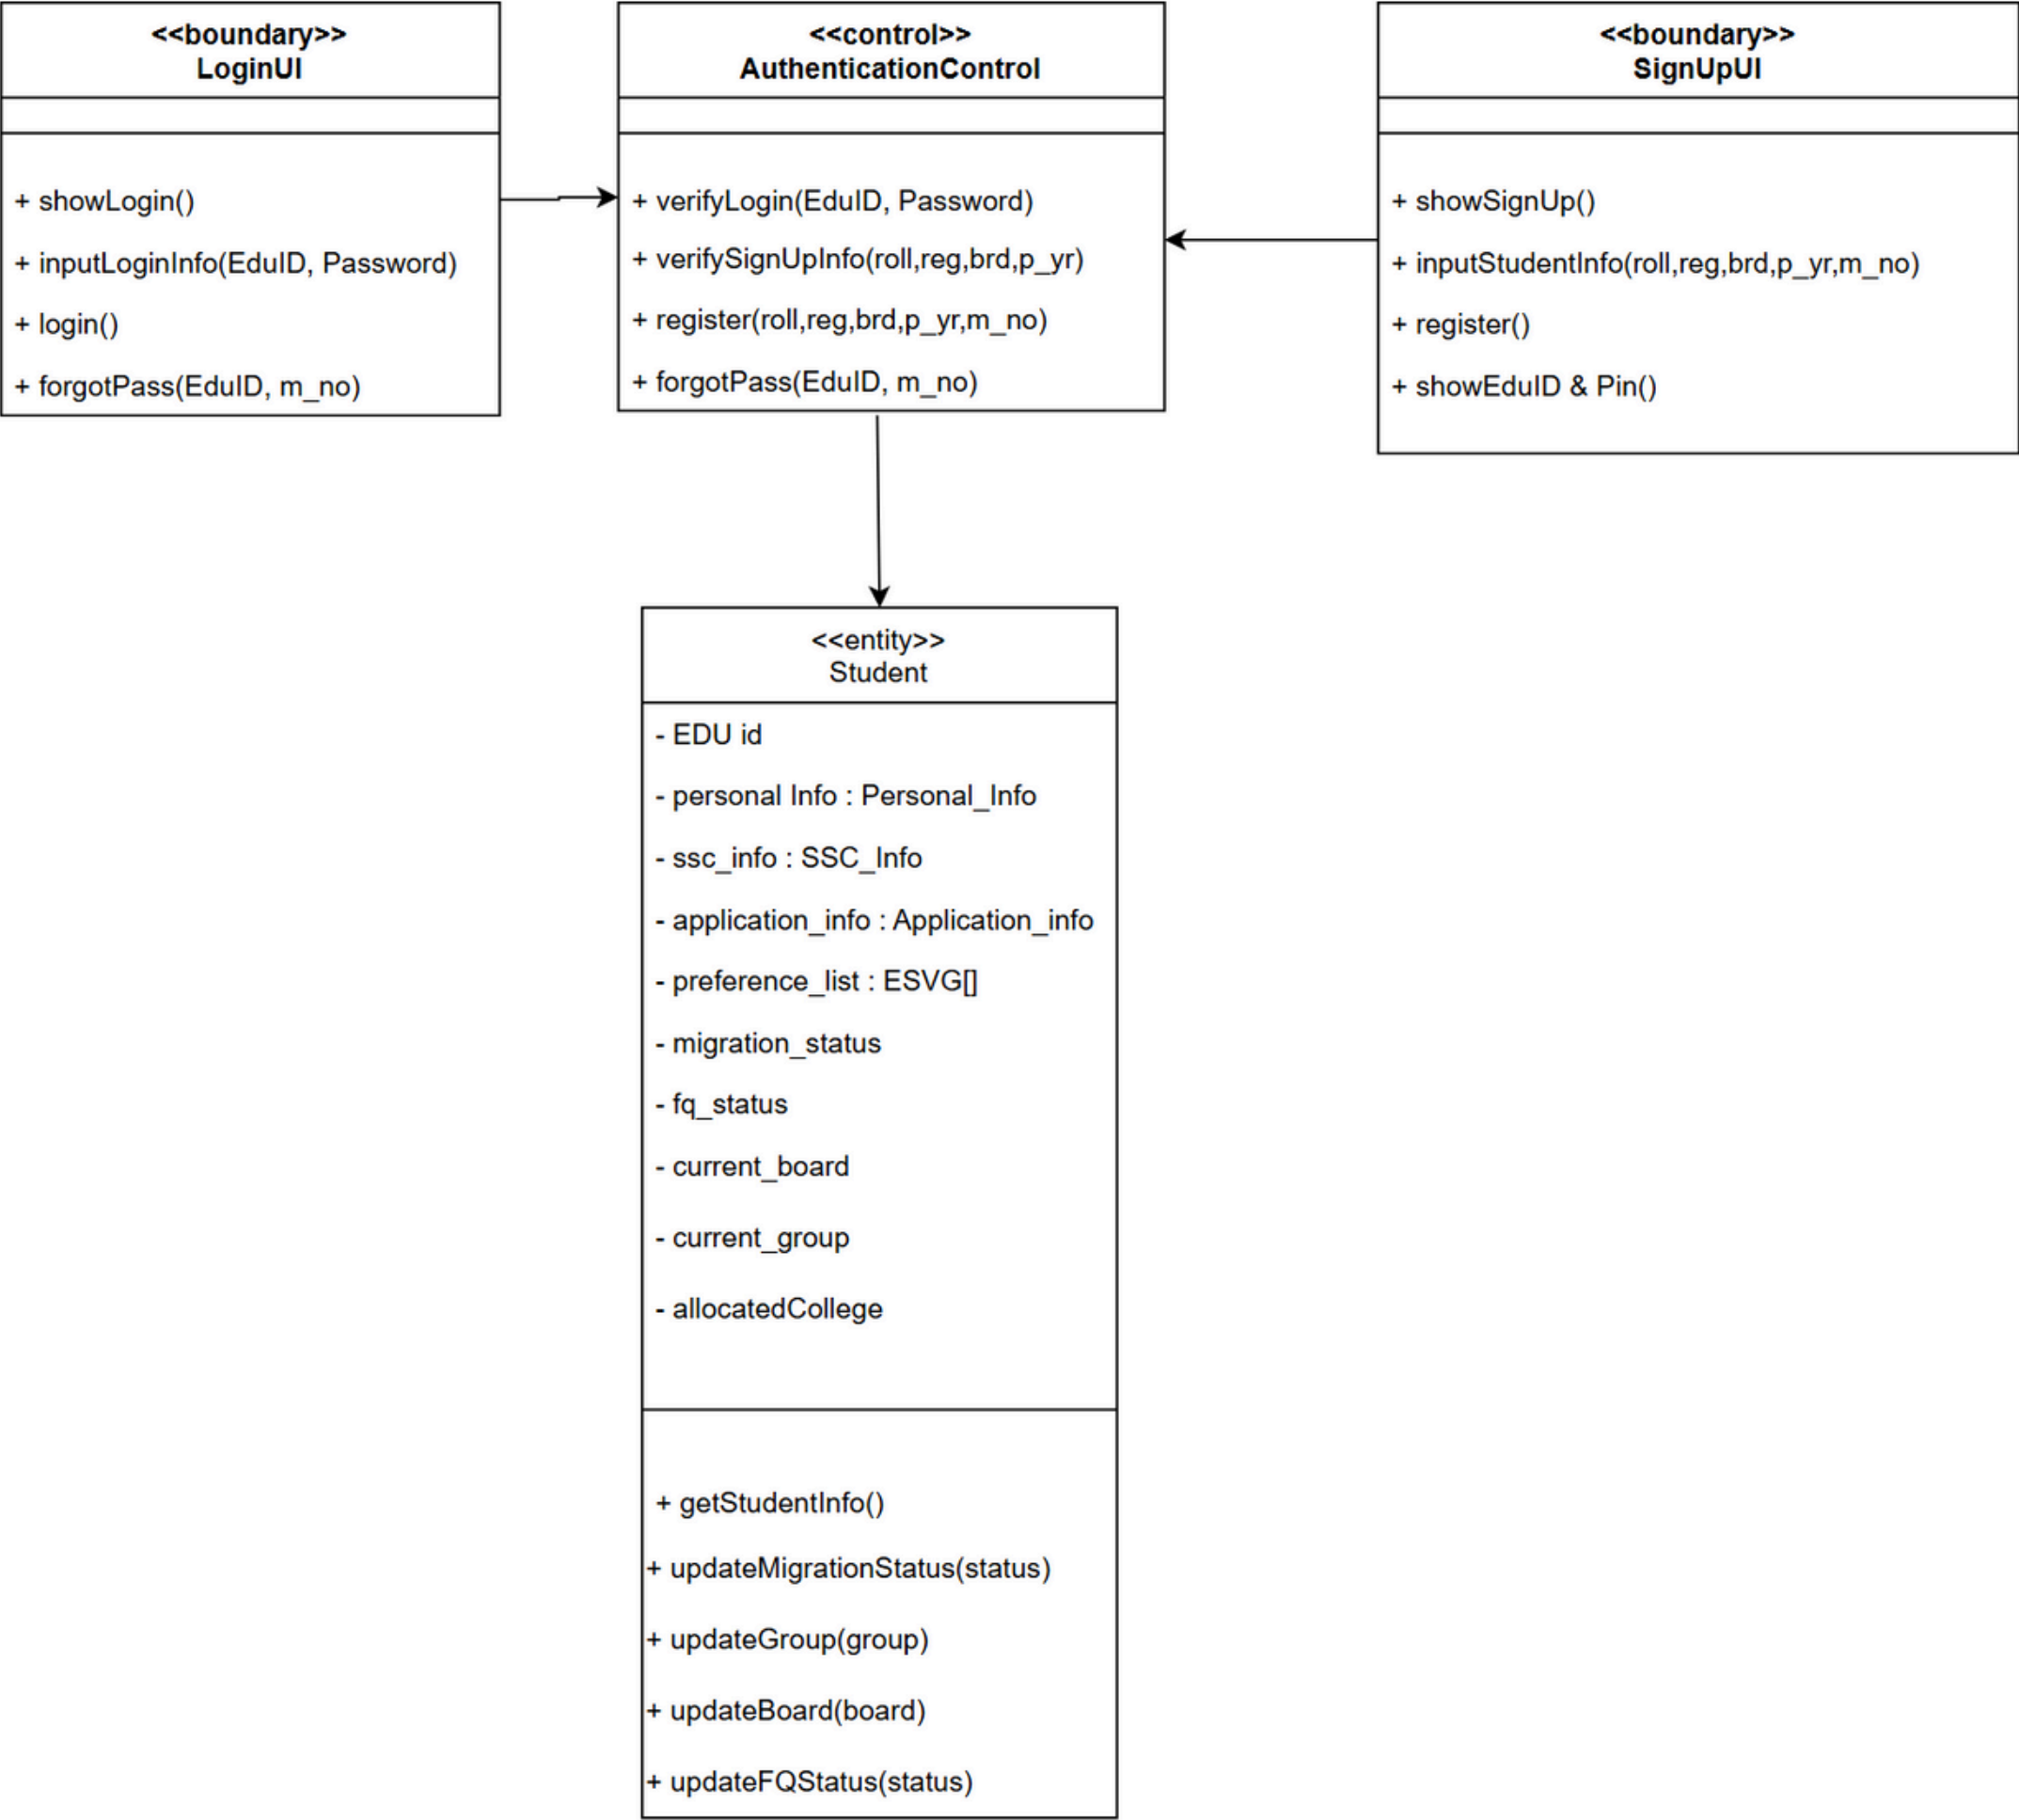 <<boundary>>
LoginUI
+ showLogin()
+ inputLoginInfo(EduID, Password)
+ login()
+ forgotPass(EduID, m_no)
<<control>>
AuthenticationControl
+ verifyLogin(EduID, Password)
+ verifySignUpInfo(roll,reg,brd,p_yr)
+ register(roll,reg,brd,p_yr,m_no)
+ forgotPass(EduID, m_no)
<<boundary>>
SignUpUI
+ showSignUp()
+ inputStudentInfo(roll,reg,brd,p_yr,m_no)
+ register()
+ showEduID & Pin()
<<entity>>
Student
- EDU id
- personal Info : Personal_Info
- ssc_info : SSC_Info
- application_info : Application_info
- preference_list : ESVG[]
- migration_status
- fq_status
- current_board
- current_group
- allocatedCollege
+ getStudentInfo()
+ updateMigrationStatus(status)
+ updateGroup(group)
+ updateBoard(board)
+ updateFQStatus(status)